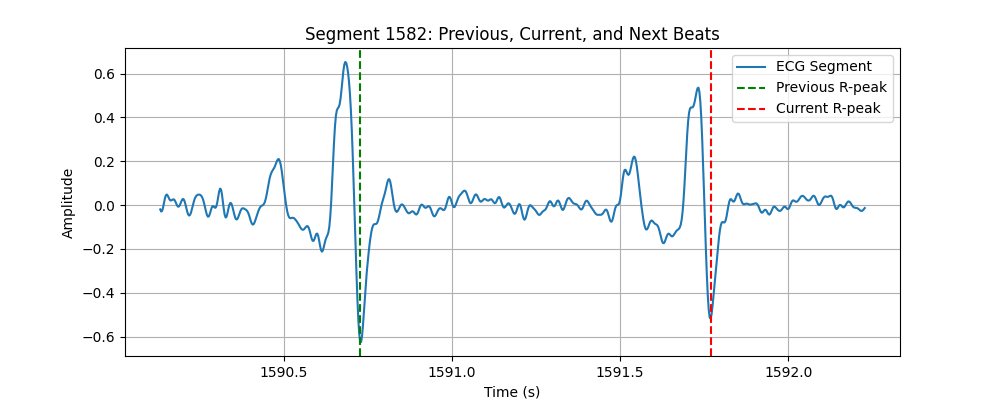 Segment 1582: Previous, Current, and Next Beats
ECG Segment
Previous R-peak
Current R-peak
0.6
0.4
0.2
0.0
−0.2
−0.4
−0.6
Amplitude
1590.5 1591.0 1591.5 1592.0
Time (s)